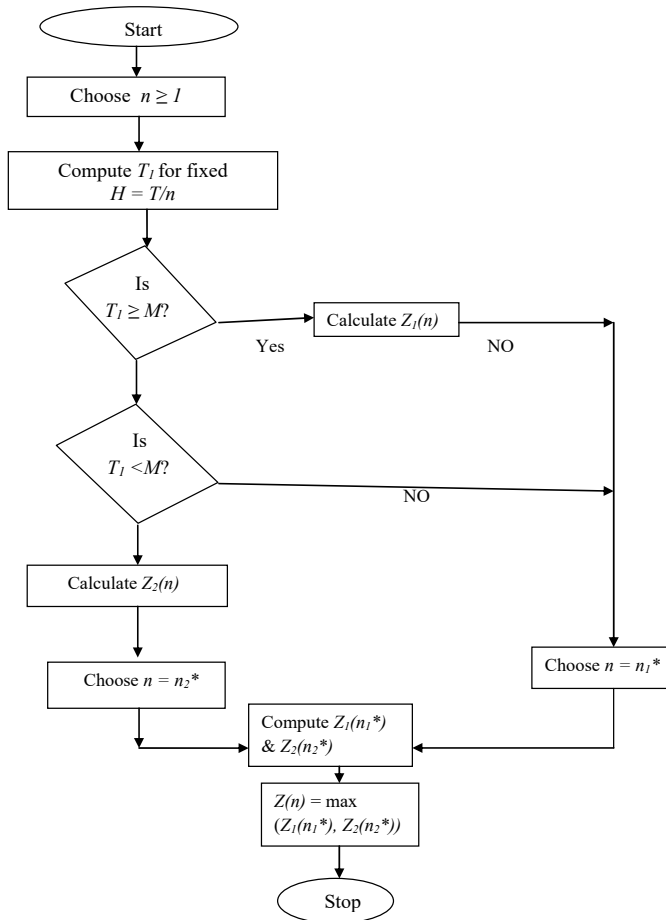 Start
Choose n ≥ 1
Compute T₁ for fixed
H = T/n
Is
T₁ ≥ M?
Yes
Calculate Z₁(n)
NO
Is
T₁ <M?
NO
Calculate Z₂(n)
Choose n = n₂*
Choose n = n₁*
Compute Z₁(n₁*)
& Z₂(n₂*)
Z(n) = max
(Z₁(n₁*), Z₂(n₂*))
Stop